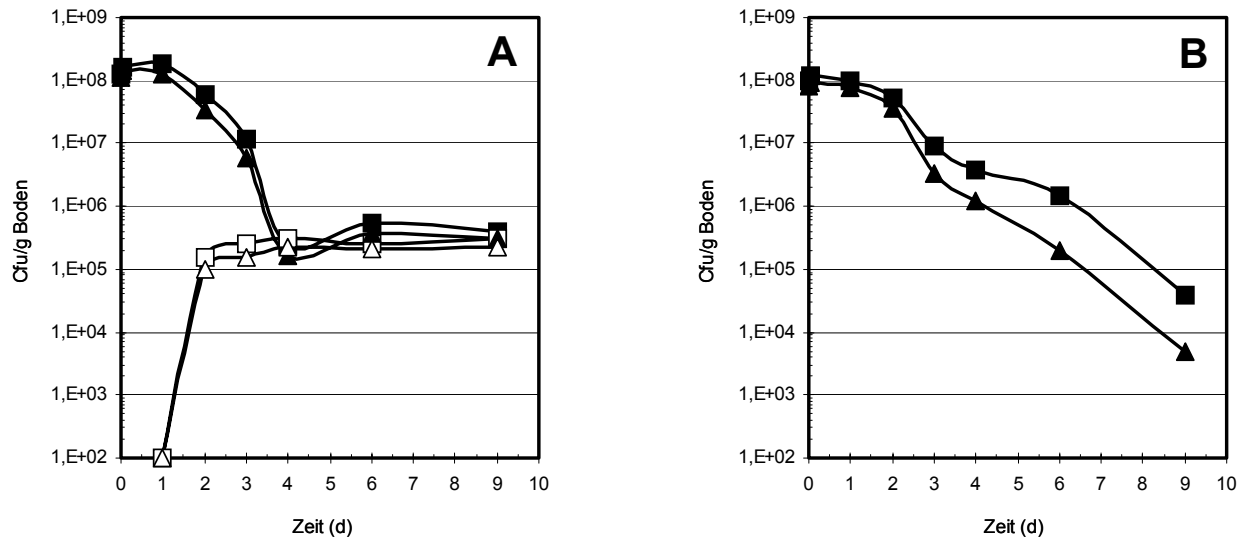 A
1,E+09
1,E+08
1,E+07
1,E+06
1,E+05
1,E+04
1,E+03
1,E+02
Cfu/g Boden
0 1 2 3 4 5 6 7 8 9 10
Zeit (d)
B
1,E+09
1,E+08
1,E+07
1,E+06
1,E+05
1,E+04
1,E+03
1,E+02
Cfu/g Boden
0 1 2 3 4 5 6 7 8 9 10
Zeit (d)